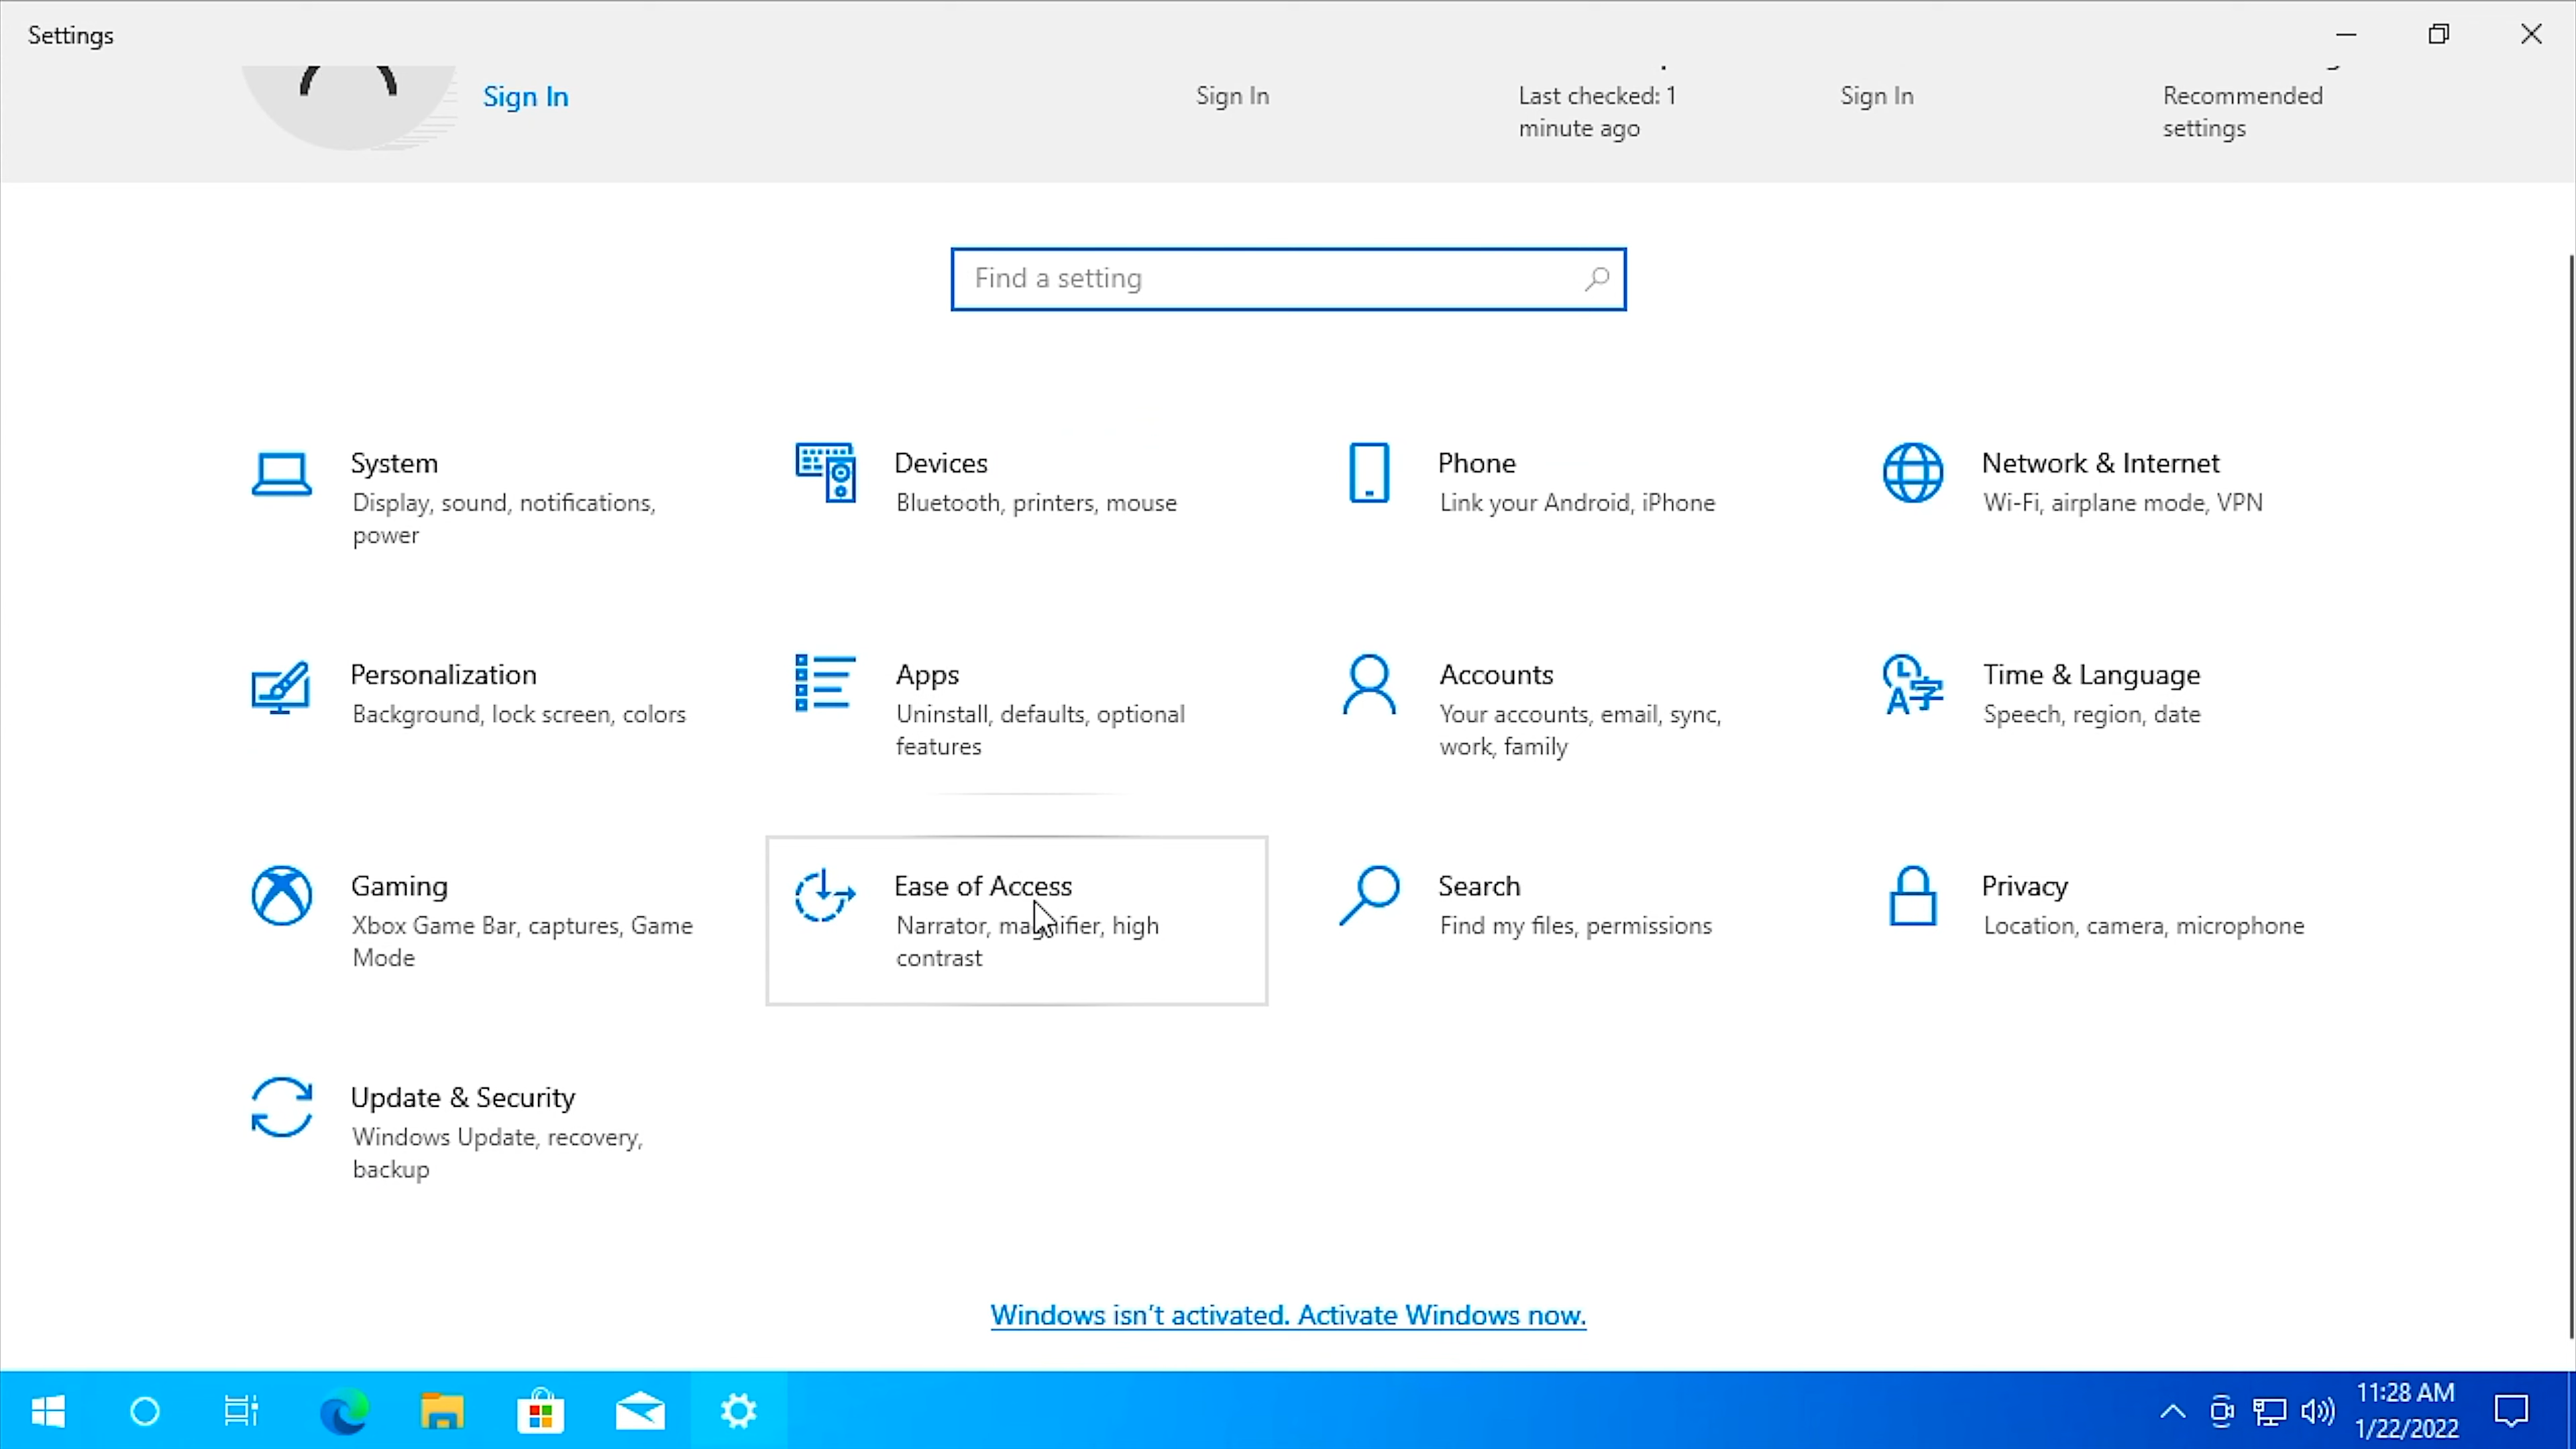 Settings
Sign In
Sign In
Last checked: 1
minute ago
Sign In
Recommended
settings
Find a setting
System
Display, sound, notifications,
power
Devices
Bluetooth, printers, mouse
Phone
Link your Android, iPhone
Network & Internet
Wi-Fi, airplane mode, VPN
Personalization
Background, lock screen, colors
Apps
Uninstall, defaults, optional
features
Accounts
Your accounts, email, sync,
work, family
Time & Language
Speech, region, date
Gaming
Xbox Game Bar, captures, Game
Mode
Ease of Access
Narrator, magnifier, high
contrast
Search
Find my files, permissions
Privacy
Location, camera, microphone
Update & Security
Windows Update, recovery,
backup
Windows isn't activated. Activate Windows now.
11:28 AM
1/22/2022